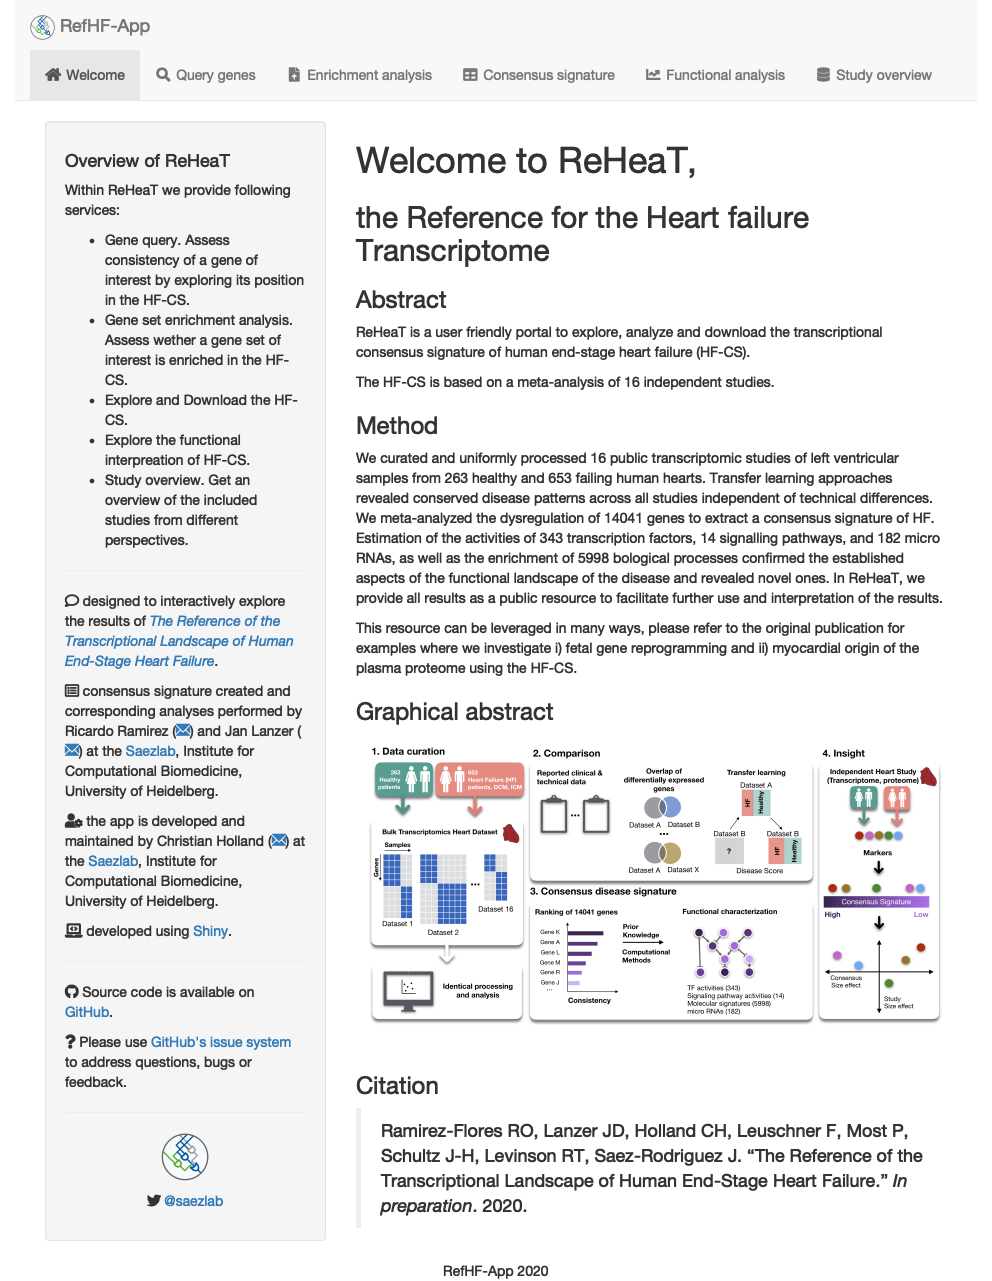 RefHF-App
Welcome
Query genes
Enrichment analysis
Consensus signature
Functional analysis
Study overview
Overview of ReHeaT
Within ReHeaT we provide following
services:
• Gene query. Assess
consistency of a gene of
interest by exploring its position
in the HF-CS.
• Gene set enrichment analysis.
Assess wether a gene set of
interest is enriched in the HF-
CS.
• Explore and Download the HF-
CS.
• Explore the functional
interpreation of HF-CS.
• Study overview. Get an
overview of the included
studies from different
perspectives.
designed to interactively explore
the results of The Reference of the
Transcriptional Landscape of Human
End-Stage Heart Failure.
consensus signature created and
corresponding analyses performed by
Ricardo Ramirez (✉) and Jan Lanzer (
✉) at the Saezlab, Institute for
Computational Biomedicine,
University of Heidelberg.
the app is developed and
maintained by Christian Holland (✉) at
the Saezlab, Institute for
Computational Biomedicine,
University of Heidelberg.
developed using Shiny.
Source code is available on
GitHub.
? Please use GitHub's issue system
to address questions, bugs or
feedback.
@saezlab
Welcome to ReHeaT,
the Reference for the Heart failure
Transcriptome
Abstract
ReHeaT is a user friendly portal to explore, analyze and download the transcriptional
consensus signature of human end-stage heart failure (HF-CS).
The HF-CS is based on a meta-analysis of 16 independent studies.
Method
We curated and uniformly processed 16 public transcriptomic studies of left ventricular
samples from 263 healthy and 653 failing human hearts. Transfer learning approaches
revealed conserved disease patterns across all studies independent of technical differences.
We meta-analyzed the dysregulation of 14041 genes to extract a consensus signature of HF.
Estimation of the activities of 343 transcription factors, 14 signalling pathways, and 182 micro
RNAs, as well as the enrichment of 5998 biological processes confirmed the established
aspects of the functional landscape of the disease and revealed novel ones. In ReHeaT, we
provide all results as a public resource to facilitate further use and interpretation of the results.
This resource can be leveraged in many ways, please refer to the original publication for
examples where we investigate i) fetal gene reprogramming and ii) myocardial origin of the
plasma proteome using the HF-CS.
Graphical abstract
1. Data curation
263
Healthy
patients
653
Heart Failure (HF)
patients, DCM, ICM
Bulk Transcriptomics Heart Dataset
Samples
Genes
...
Dataset 1
Dataset 2
Dataset 16
Identical processing
and analysis
2. Comparison
Reported clinical &
technical data
...
Overlap of
differentially expressed
genes
Dataset A
Dataset B
...
Dataset A
Dataset X
Transfer learning
Dataset A
HF
Healthy
Dataset B
Dataset B
?
HF
Healthy
Disease Score
3. Consensus disease signature
Ranking of 14041 genes
Gene K
Gene A
Gene L
Gene M
Gene R
Gene J
...
Consistency
Prior
Knowledge
Computational
Methods
Functional characterization
TF activities (343)
Signaling pathway activities (14)
Molecular signatures (5998)
micro RNAs (182)
4. Insight
Independent Heart Study
(Transcriptome, proteome)
Markers
Consensus Signature
High
Low
Consensus
Size effect
Study
Size effect
Citation
Ramirez-Flores RO, Lanzer JD, Holland CH, Leuschner F, Most P,
Schultz J-H, Levinson RT, Saez-Rodriguez J. “The Reference of the
Transcriptional Landscape of Human End-Stage Heart Failure.” In
preparation. 2020.
RefHF-App 2020